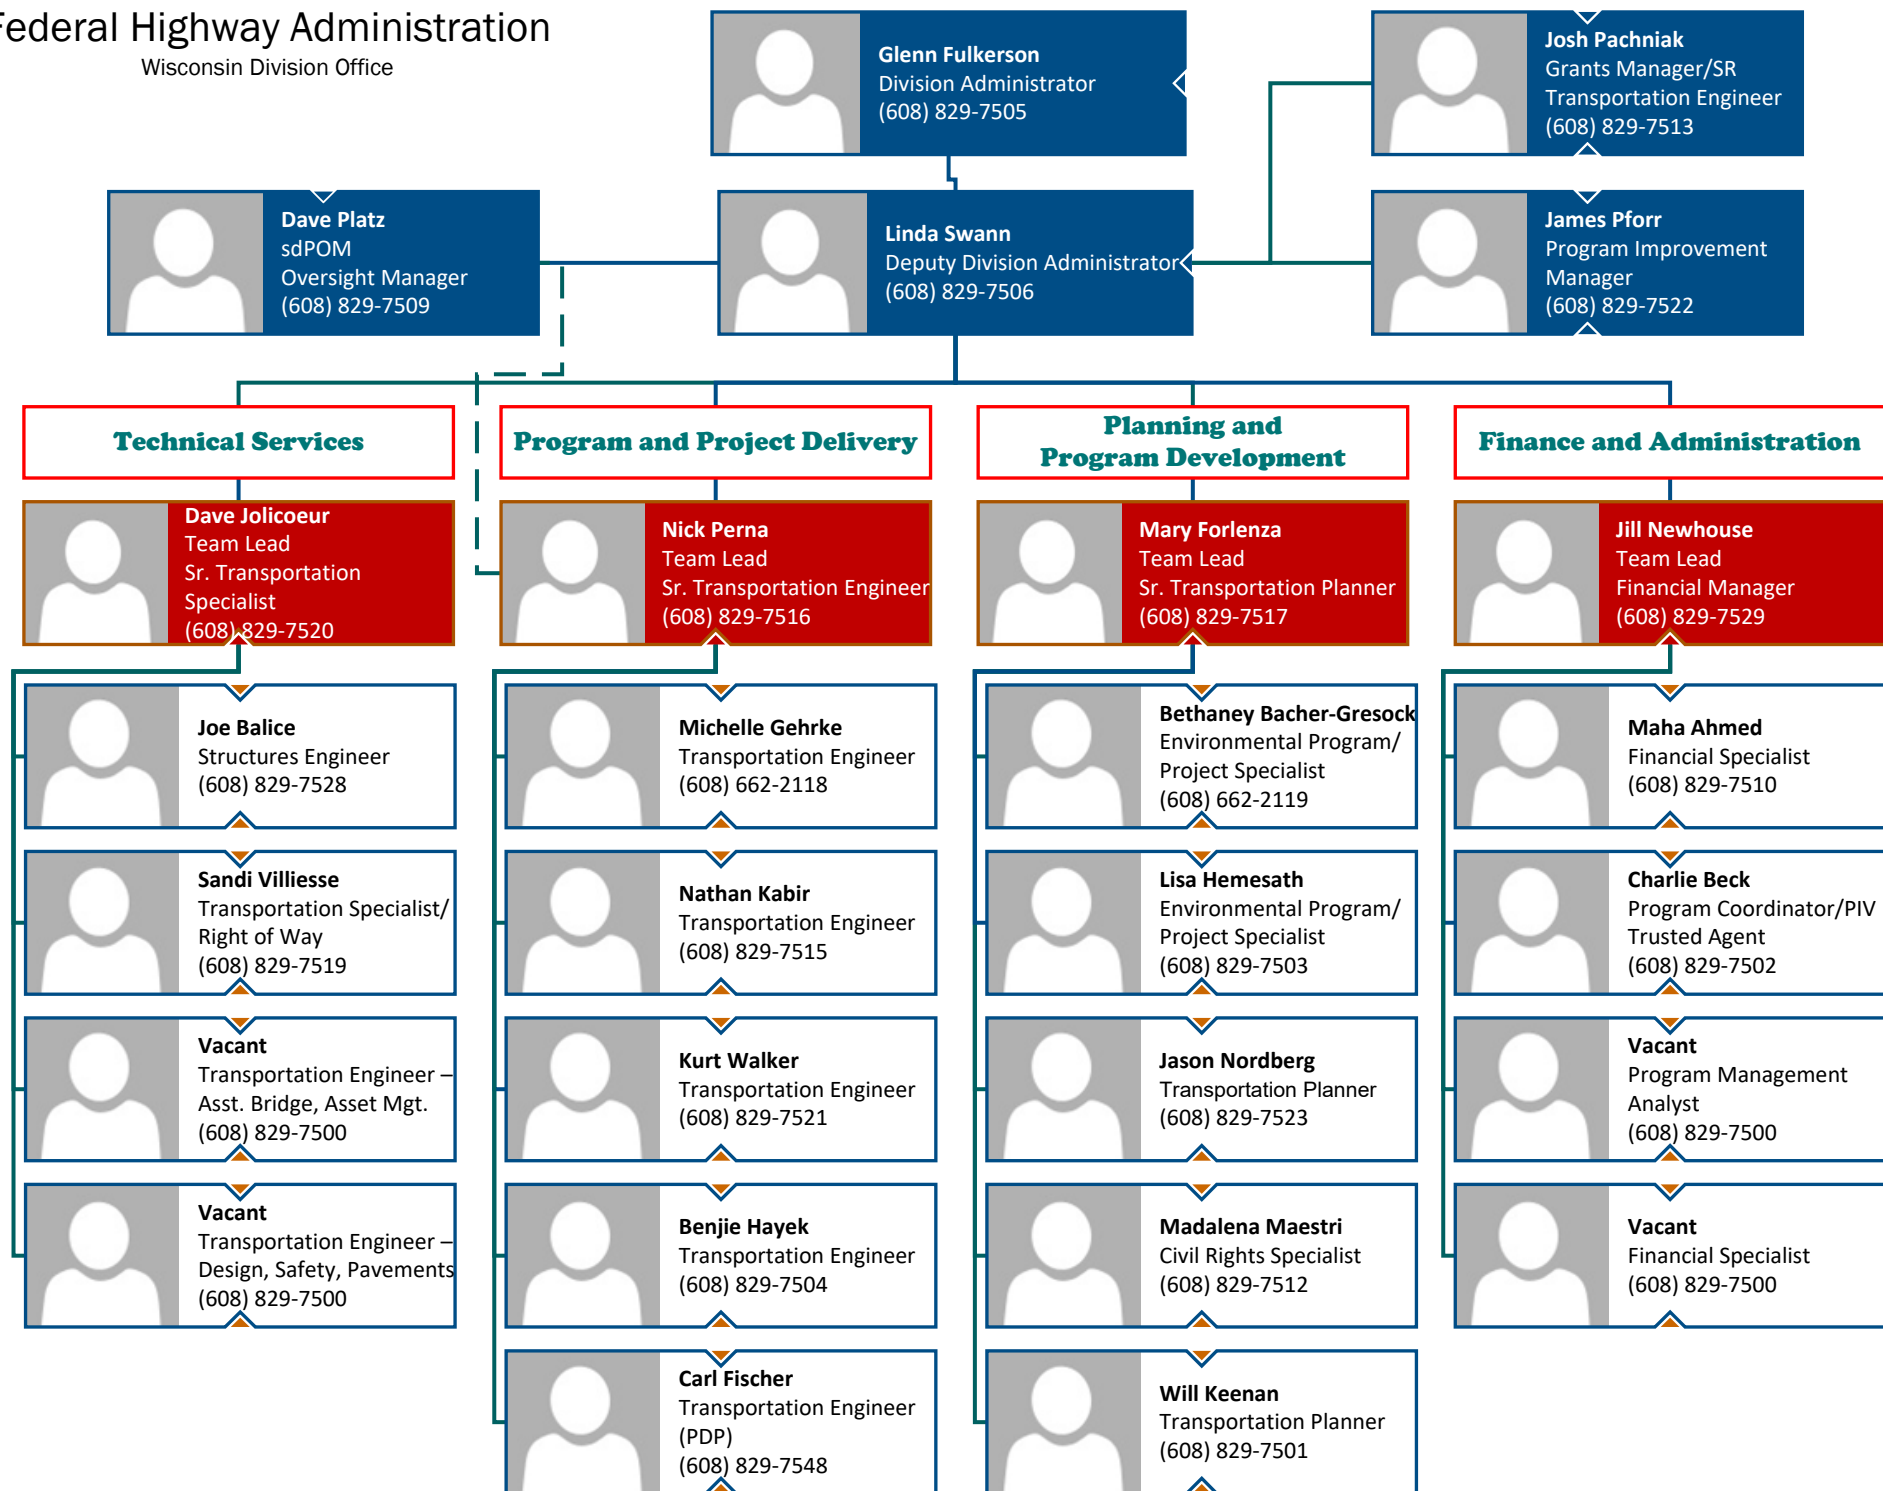 Federal Highway Administration
Wisconsin Division Office
Glenn Fulkerson
Division Administrator
(608) 829-7505
Josh Pachniak
Grants Manager/SR
Transportation Engineer
(608) 829-7513
Dave Platz
sdPOM
Oversight Manager
(608) 829-7509
Linda Swann
Deputy Division Administrator
(608) 829-7506
James Pforr
Program Improvement
Manager
(608) 829-7522
Technical Services
Program and Project Delivery
Planning and
Program Development
Finance and Administration
Dave Jolicoeur
Team Lead
Sr. Transportation
Specialist
(608) 829-7520
Nick Perna
Team Lead
Sr. Transportation Engineer
(608) 829-7516
Mary Forlenza
Team Lead
Sr. Transportation Planner
(608) 829-7517
Jill Newhouse
Team Lead
Financial Manager
(608) 829-7529
Joe Balice
Structures Engineer
(608) 829-7528
Michelle Gehrke
Transportation Engineer
(608) 662-2118
Bethaney Bacher-Gresock
Environmental Program/
Project Specialist
(608) 662-2119
Maha Ahmed
Financial Specialist
(608) 829-7510
Sandi Villiesse
Transportation Specialist/
Right of Way
(608) 829-7519
Nathan Kabir
Transportation Engineer
(608) 829-7515
Lisa Hemesath
Environmental Program/
Project Specialist
(608) 829-7503
Charlie Beck
Program Coordinator/PIV
Trusted Agent
(608) 829-7502
Vacant
Transportation Engineer –
Asst. Bridge, Asset Mgt.
(608) 829-7500
Kurt Walker
Transportation Engineer
(608) 829-7521
Jason Nordberg
Transportation Planner
(608) 829-7523
Vacant
Program Management
Analyst
(608) 829-7500
Vacant
Transportation Engineer –
Design, Safety, Pavements
(608) 829-7500
Benjie Hayek
Transportation Engineer
(608) 829-7504
Madalena Maestri
Civil Rights Specialist
(608) 829-7512
Vacant
Financial Specialist
(608) 829-7500
Carl Fischer
Transportation Engineer
(PDP)
(608) 829-7548
Will Keenan
Transportation Planner
(608) 829-7501